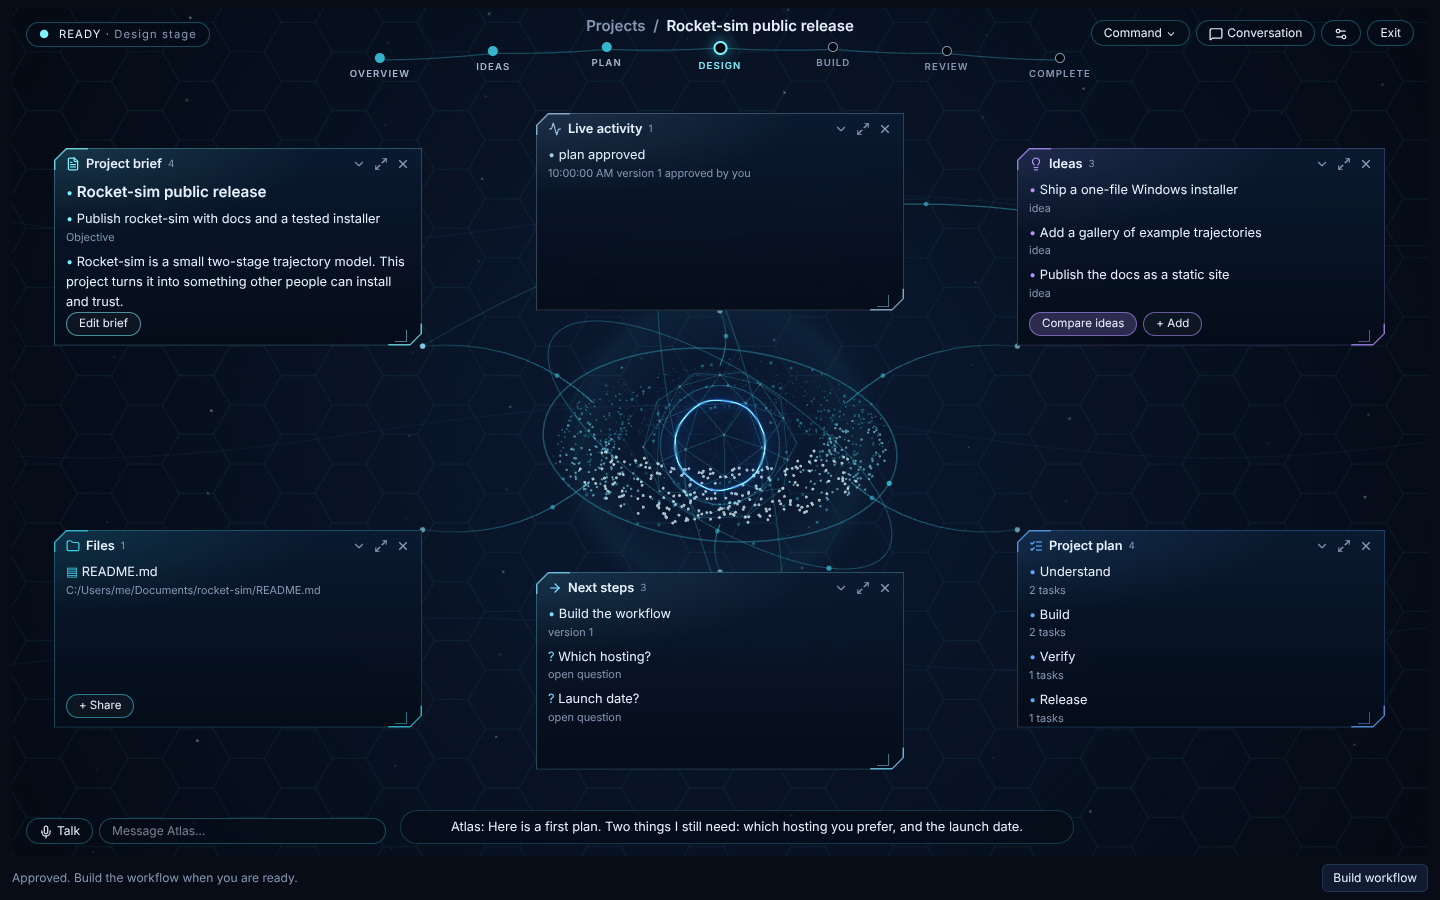 READY · Design stage
Projects / Rocket-sim public release
Command
Conversation
Exit
OVERVIEW
IDEAS
PLAN
DESIGN
BUILD
REVIEW
COMPLETE
Project brief 4
• Rocket-sim public release
• Publish rocket-sim with docs and a tested installer
Objective
• Rocket-sim is a small two-stage trajectory model. This
project turns it into something other people can install
and trust.
Edit brief
Live activity 1
• plan approved
10:00:00 AM version 1 approved by you
Ideas 3
• Ship a one-file Windows installer
idea
• Add a gallery of example trajectories
idea
• Publish the docs as a static site
idea
Compare ideas
+ Add
Files 1
README.md
C:/Users/me/Documents/rocket-sim/README.md
+ Share
Next steps 3
• Build the workflow
version 1
? Which hosting?
open question
? Launch date?
open question
Project plan 4
• Understand
2 tasks
• Build
2 tasks
• Verify
1 tasks
• Release
1 tasks
Talk
Message Atlas...
Atlas: Here is a first plan. Two things I still need: which hosting you prefer, and the launch date.
Approved. Build the workflow when you are ready.
Build workflow